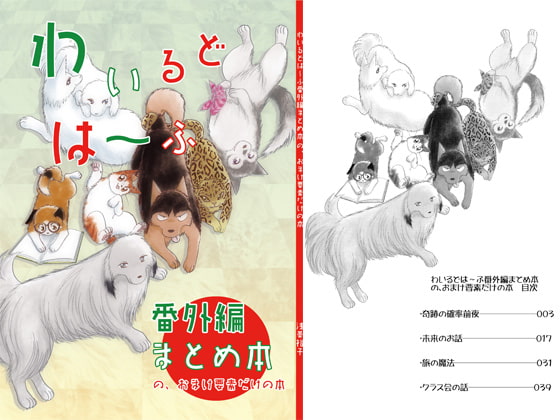 わいるど
は〜ふ
番外編
まとめ本
の、おまけ要素だけの本
わいるどは〜ふ番外編まとめ本の、おまけ要素だけの本
わいるどは〜ふ番外編まとめ本
の、おまけ要素だけの本　目次
・奇跡の確率前夜――――003
・未来のお話――――017
・旅の魔法――――031
・クラス会の話――――039